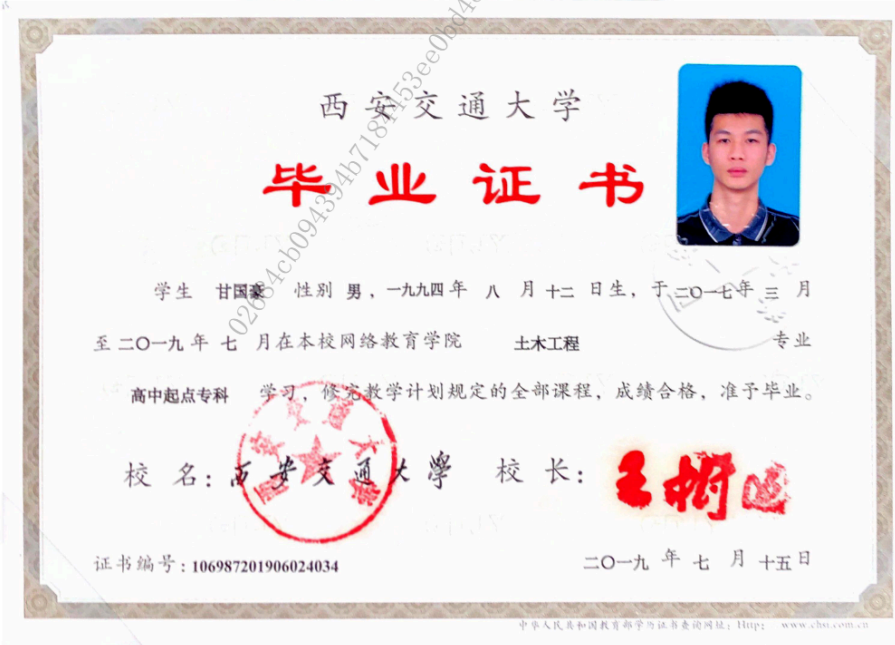 西安交通大学
毕业证书
学生 甘国豪 性别 男，一九九四年 八 月 十二 日生，于 二〇一七年 三 月
至 二〇一九 年 七 月在本校网络教育学院 土木工程 专业
高中起点专科 学习，修完教学计划规定的全部课程，成绩合格，准予毕业。
校 名：西安交通大學 校 长：
西安交通大学
证书编号：106987201906024034
二〇一九 年 七 月 十五日
中华人民共和国教育部学历证书查询网址：Http: www.chsi.com.cn